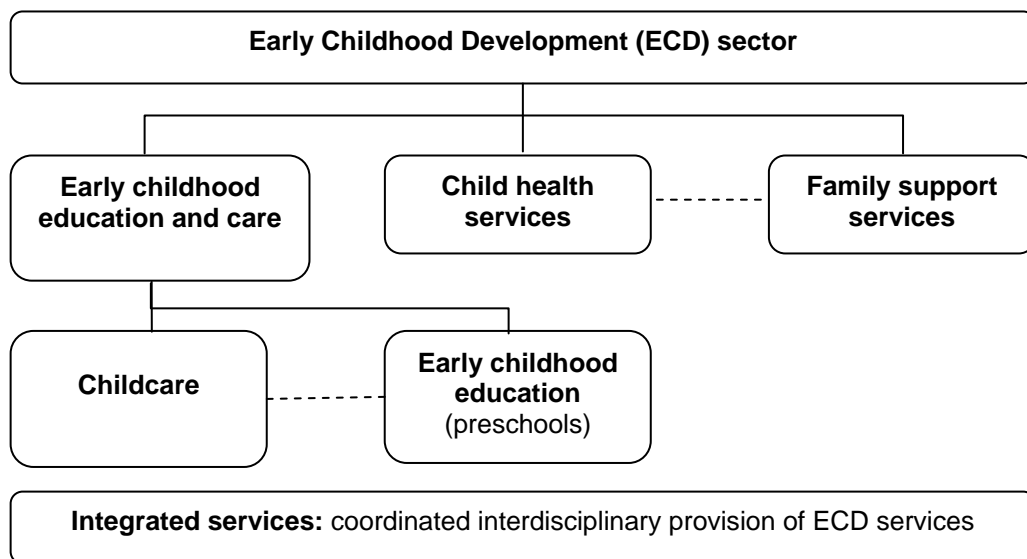 Early Childhood Development (ECD) sector
Early childhood
education and care
Child health
services
Family support
services
Childcare
Early childhood
education
(preschools)
Integrated services: coordinated interdisciplinary provision of ECD services